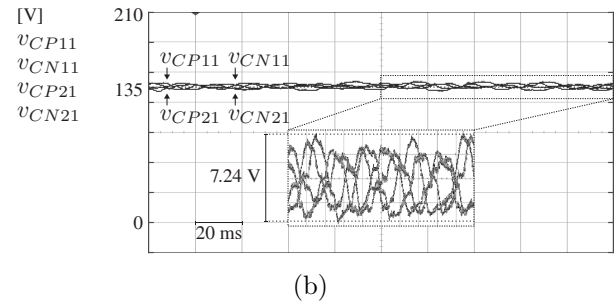 [V]
210
vCP11
vCN11
vCP11
vCN11
vCP21
135
vCN21
vCP21
vCN21
7.24 V
0
20 ms
(b)